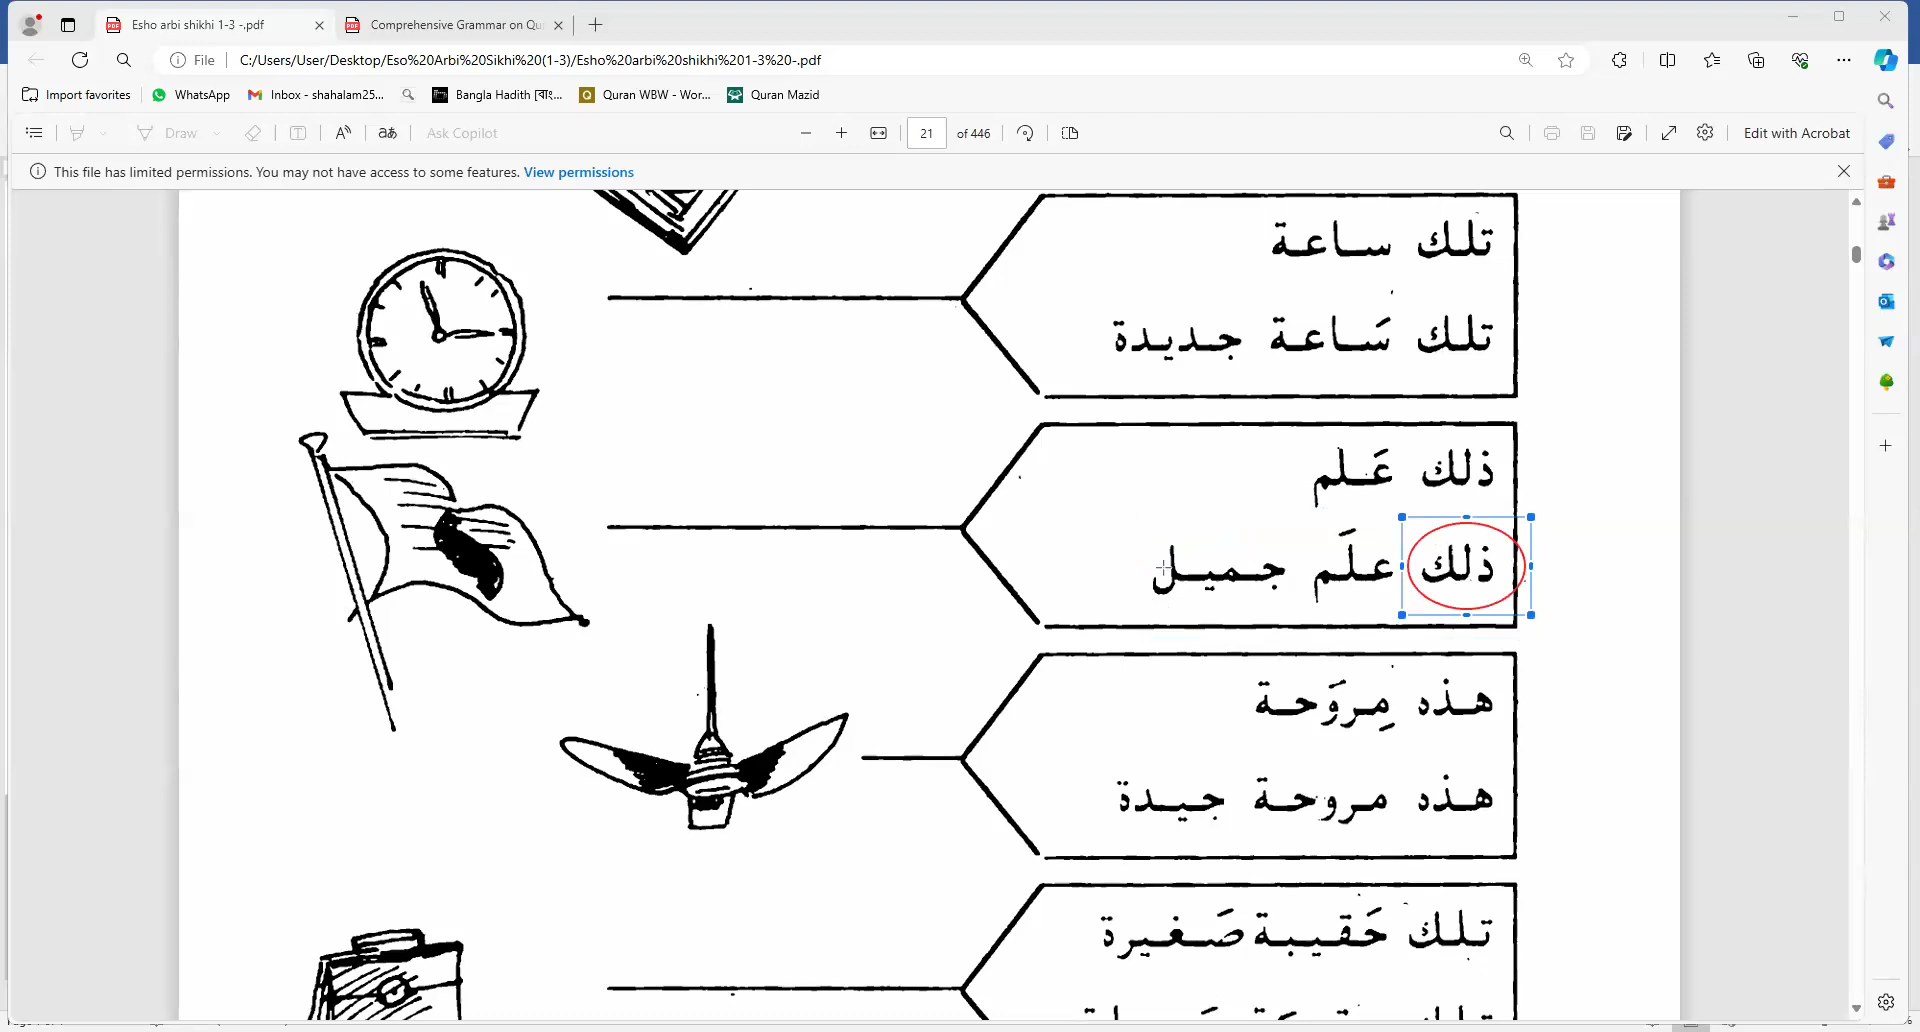 Esho arbi shikhi 1-3 -.pdf
Comprehensive Grammar on Qu
File
C:/Users/User/Desktop/Eso%20Arbi%20Sikhi%20(1-3)/Esho%20arbi%20shikhi%201-3%20-.pdf
Import favorites
WhatsApp
Inbox - shahalam25...
Bangla Hadith [বাং...
Quran WBW - Wor...
Quran Mazid
Draw
Ask Copilot
21 of 446
Edit with Acrobat
This file has limited permissions. You may not have access to some features. View permissions
تلك ساعة
تلك سَاعة جديدة
ذلك عَلم
ذلك علَم جميل
هذه مِروَحة
هذه مروحة جيدة
تلك حَقيبة صَغيرة